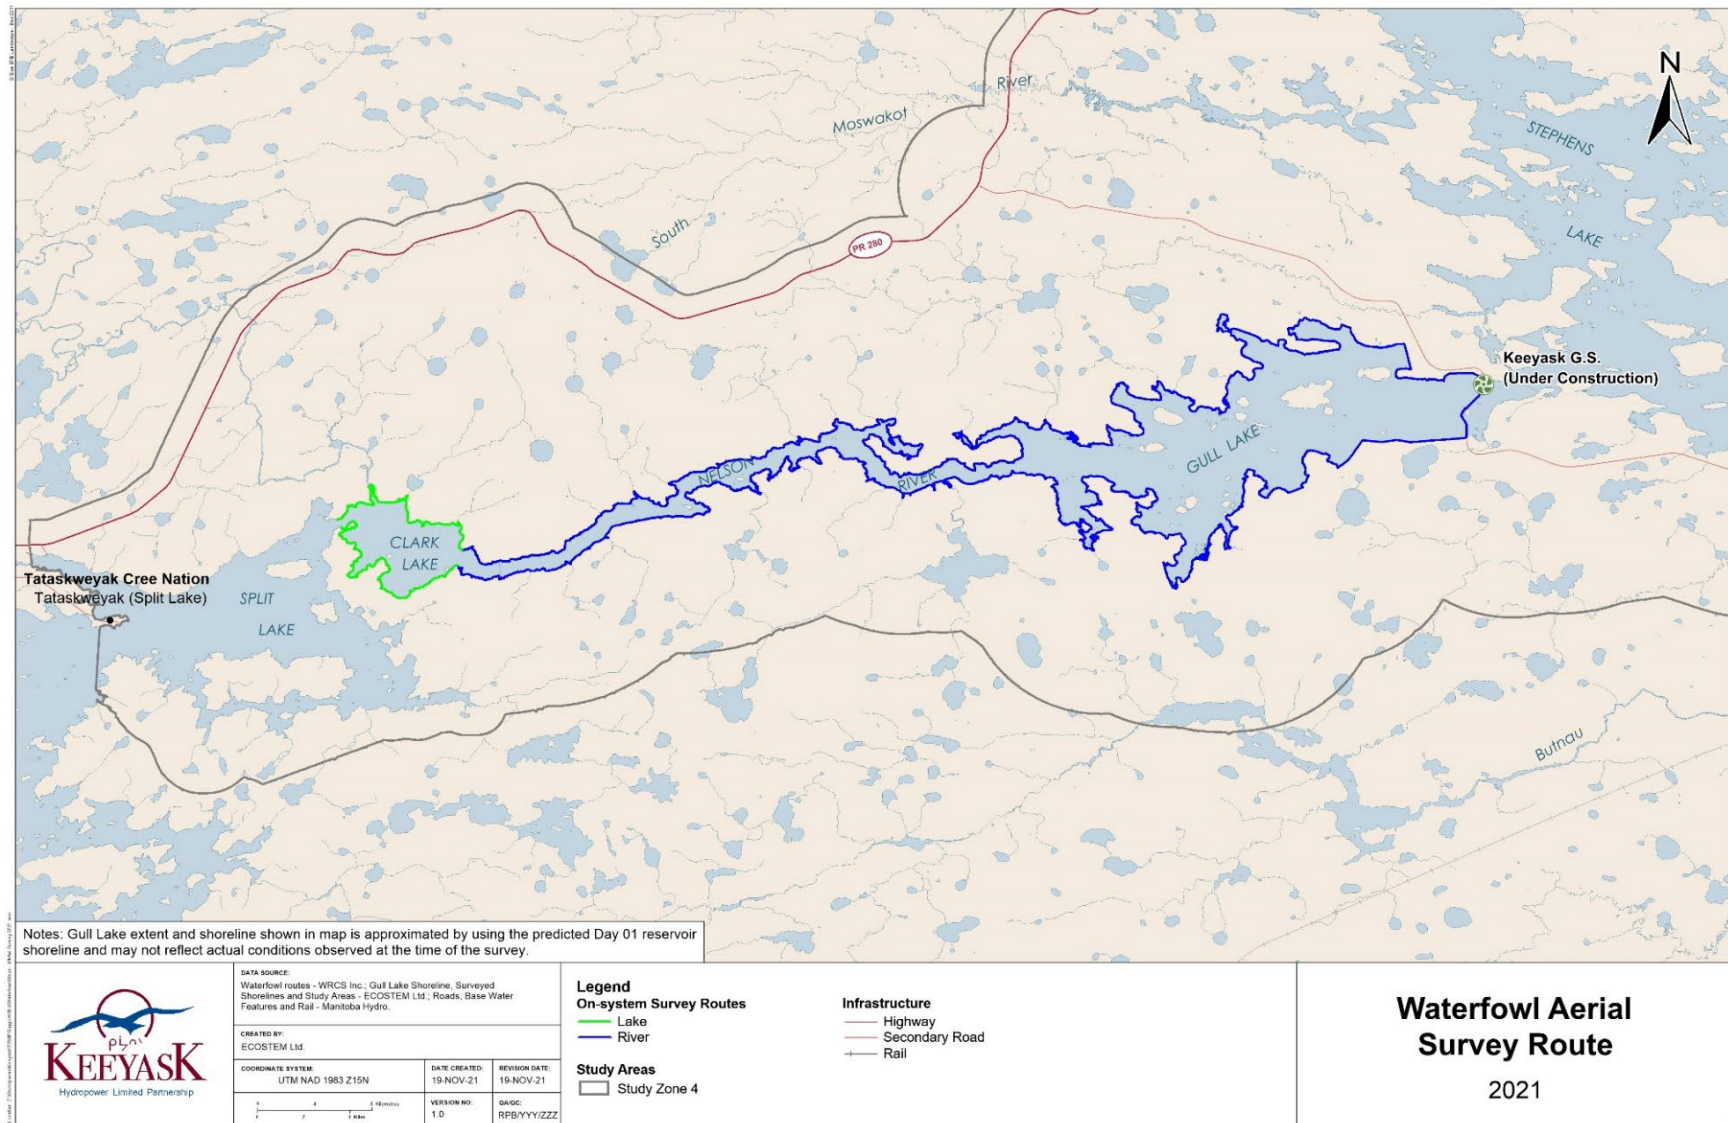 N
River
Moswakot
STEPHENS
South
LAKE
PR 280
Keeyask G.S.
(Under Construction)
GULL LAKE
NELSON
RIVER
CLARK
LAKE
Tataskweyak Cree Nation
Tataskweyak (Split Lake)
SPLIT
LAKE
Butnau
Notes: Gull Lake extent and shoreline shown in map is approximated by using the predicted Day 01 reservoir
shoreline and may not reflect actual conditions observed at the time of the survey.
KEEYASK
Hydropower Limited Partnership
DATA SOURCE:
Waterfowl routes - WRCS Inc.; Gull Lake Shoreline, Surveyed
Shorelines and Study Areas - ECOSTEM Ltd.; Roads, Base Water
Features and Rail - Manitoba Hydro.
CREATED BY:
ECOSTEM Ltd.
COORDINATE SYSTEM:
UTM NAD 1983 Z15N
DATE CREATED:
19-NOV-21
REVISION DATE:
19-NOV-21
VERSION NO:
1.0
QA/QC:
RPB/YYY/ZZZ
Legend
On-system Survey Routes
Lake
River
Study Areas
Study Zone 4
Infrastructure
Highway
Secondary Road
Rail
Waterfowl Aerial
Survey Route
2021